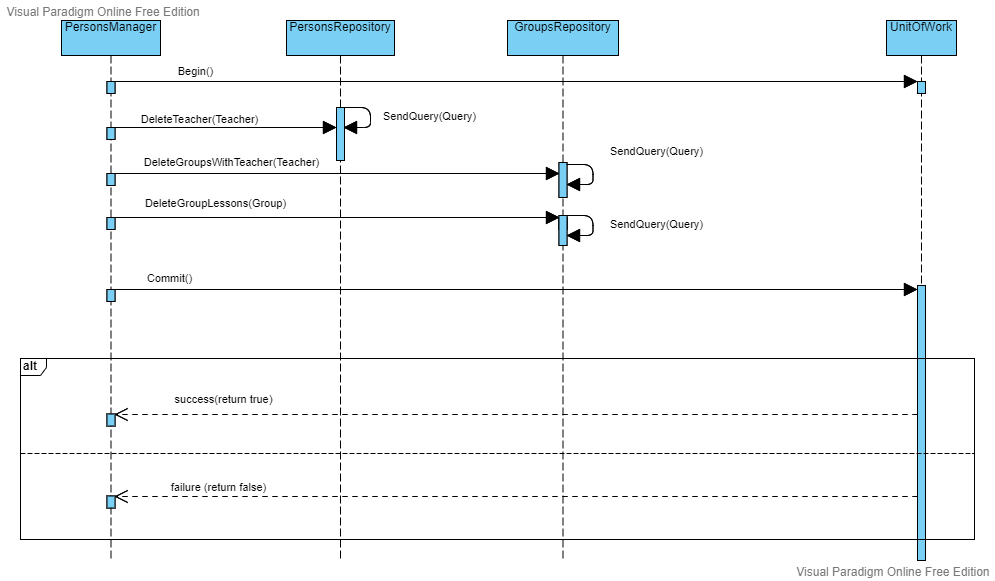 Visual Paradigm Online Free Edition
PersonsManager
PersonsRepository
GroupsRepository
UnitOfWork
Begin()
DeleteTeacher(Teacher)
SendQuery(Query)
DeleteGroupsWithTeacher(Teacher)
SendQuery(Query)
DeleteGroupLessons(Group)
SendQuery(Query)
Commit()
alt
success(return true)
failure (return false)
Visual Paradigm Online Free Edition